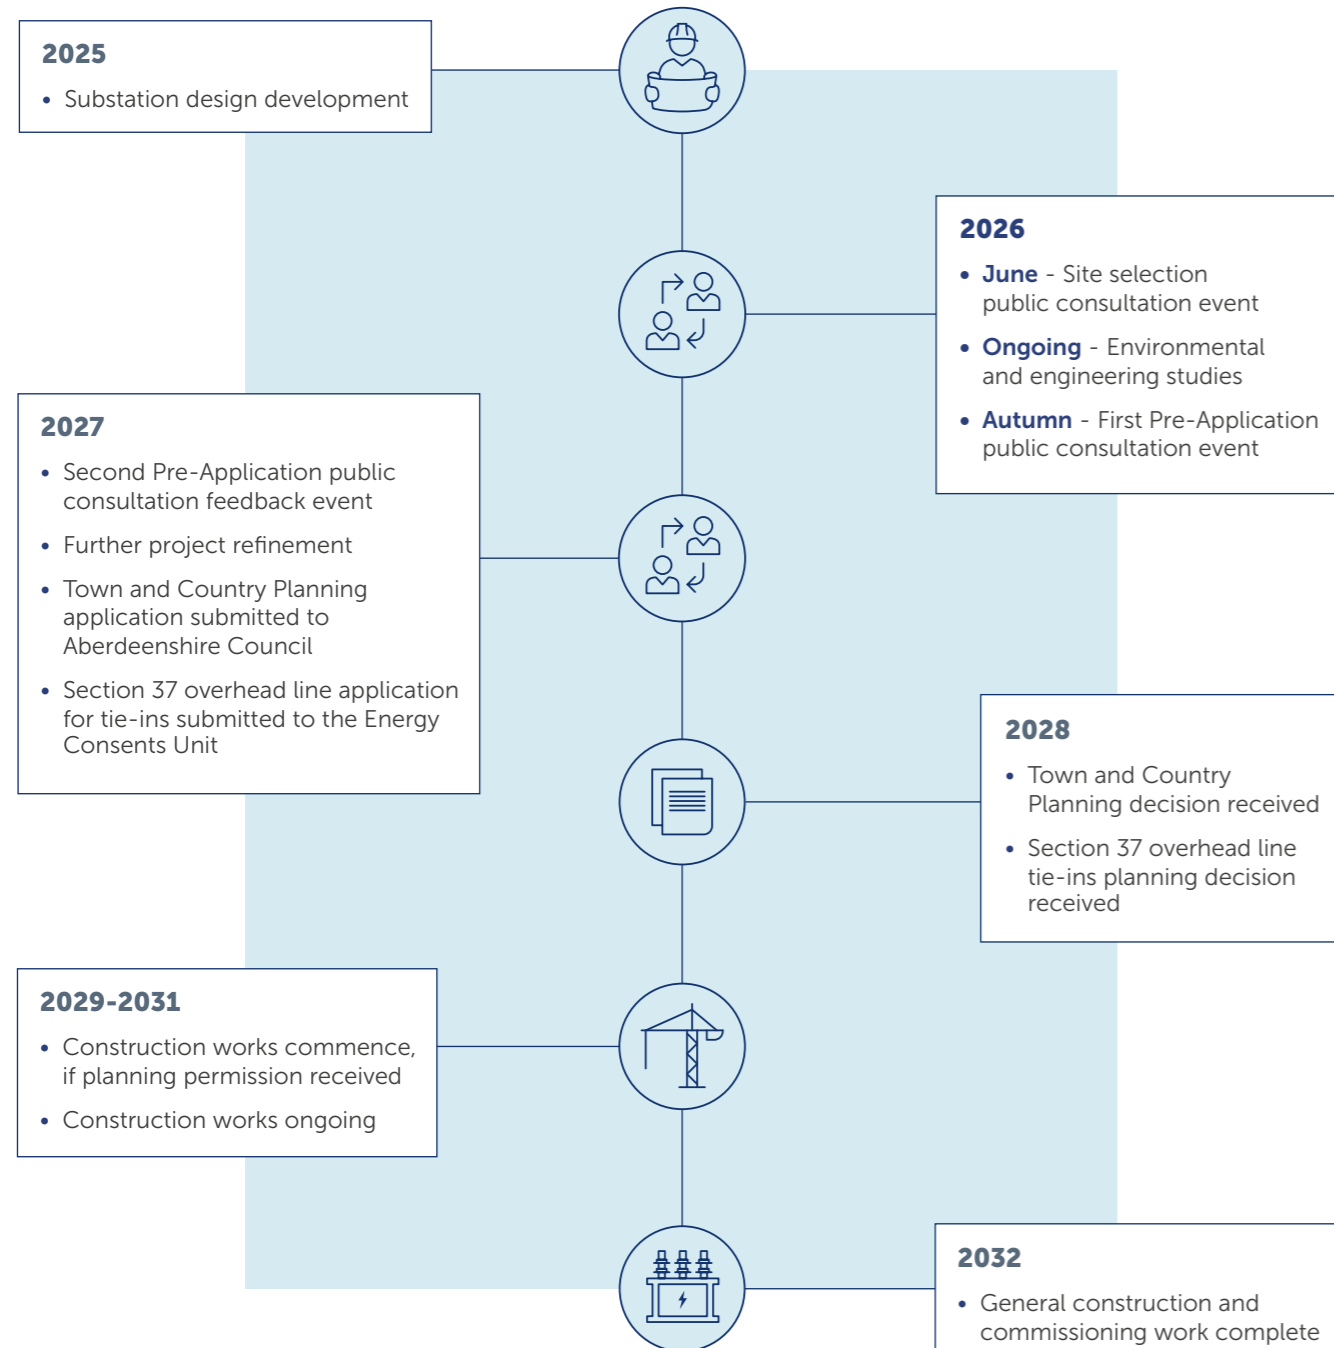 2025
• Substation design development
2026
• June - Site selection
public consultation event
• Ongoing - Environmental
and engineering studies
• Autumn - First Pre-Application
public consultation event
2027
• Second Pre-Application public
consultation feedback event
• Further project refinement
• Town and Country Planning
application submitted to
Aberdeenshire Council
• Section 37 overhead line application
for tie-ins submitted to the Energy
Consents Unit
2028
• Town and Country
Planning decision received
• Section 37 overhead line
tie-ins planning decision
received
2029-2031
• Construction works commence,
if planning permission received
• Construction works ongoing
2032
• General construction and
commissioning work complete